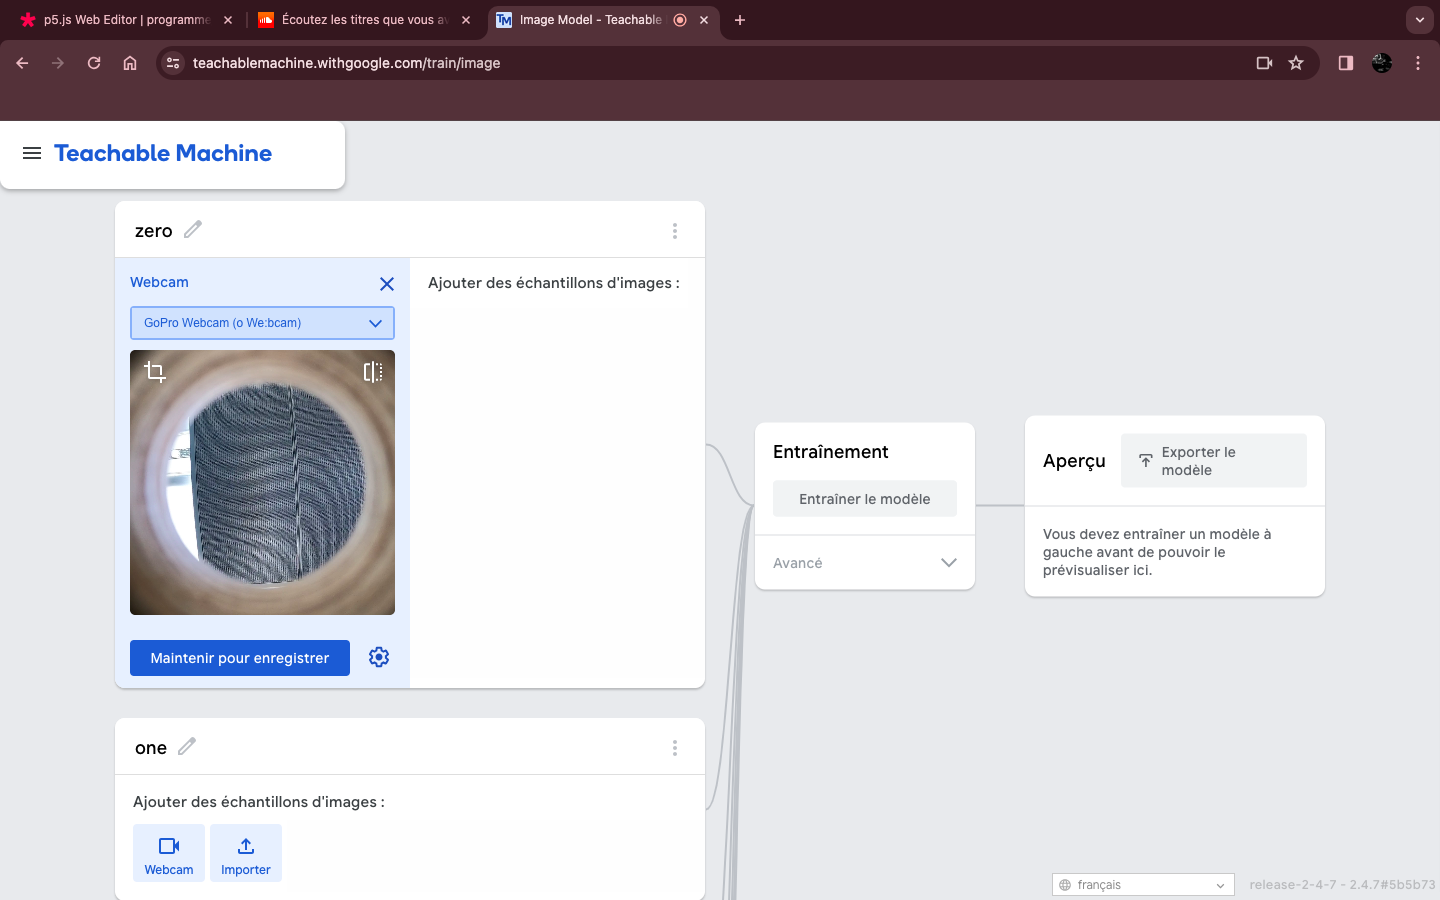 p5.js Web Editor | programme
Écoutez les titres que vous av
Image Model - Teachable
teachablemachine.withgoogle.com/train/image
Teachable Machine
zero
Webcam
Ajouter des échantillons d'images :
GoPro Webcam (o We:bcam)
Maintenir pour enregistrer
one
Ajouter des échantillons d'images :
Webcam
Importer
Entraînement
Entraîner le modèle
Avancé
Aperçu
Exporter le
modèle
Vous devez entraîner un modèle à
gauche avant de pouvoir le
prévisualiser ici.
français
release-2-4-7 - 2.4.7#5b5b73